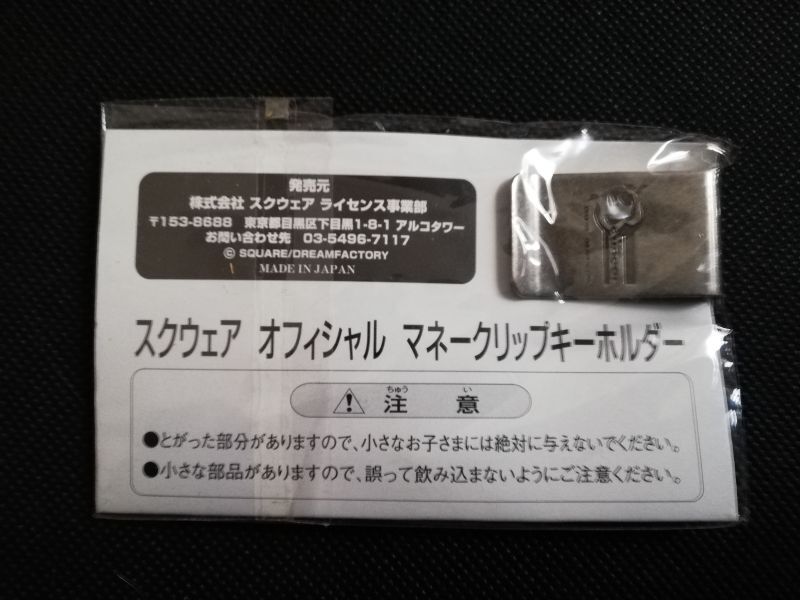 発売元
株式会社 スクウェア ライセンス事業部
〒153-8688 東京都目黒区下目黒1-8-1 アルコタワー
お問い合わせ先 03-5496-7117
© SQUARE/DREAMFACTORY
MADE IN JAPAN
スクウェア オフィシャル マネークリップキーホルダー
ちゅう い
⚠ 注 意
●とがった部分がありますので、小さなお子さまには絶対に与えないでください。
●小さな部品がありますので、誤って飲み込まないようにご注意ください。